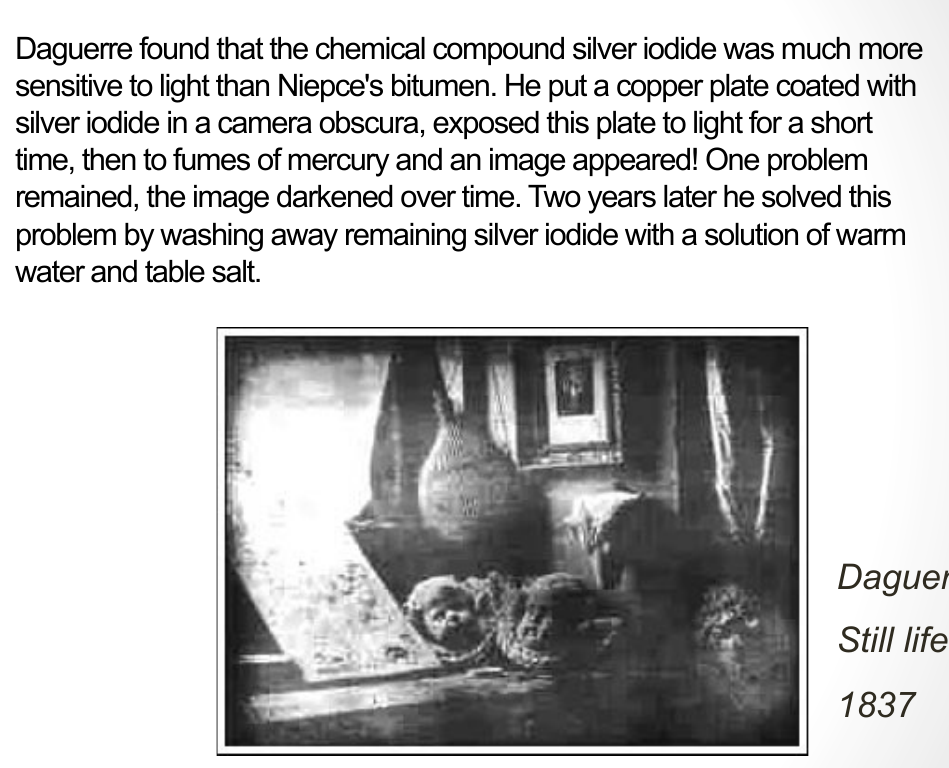 Daguerre found that the chemical compound silver iodide was much more
sensitive to light than Niepce's bitumen. He put a copper plate coated with
silver iodide in a camera obscura, exposed this plate to light for a short
time, then to fumes of mercury and an image appeared! One problem
remained, the image darkened over time. Two years later he solved this
problem by washing away remaining silver iodide with a solution of warm
water and table salt.
Still life
1837